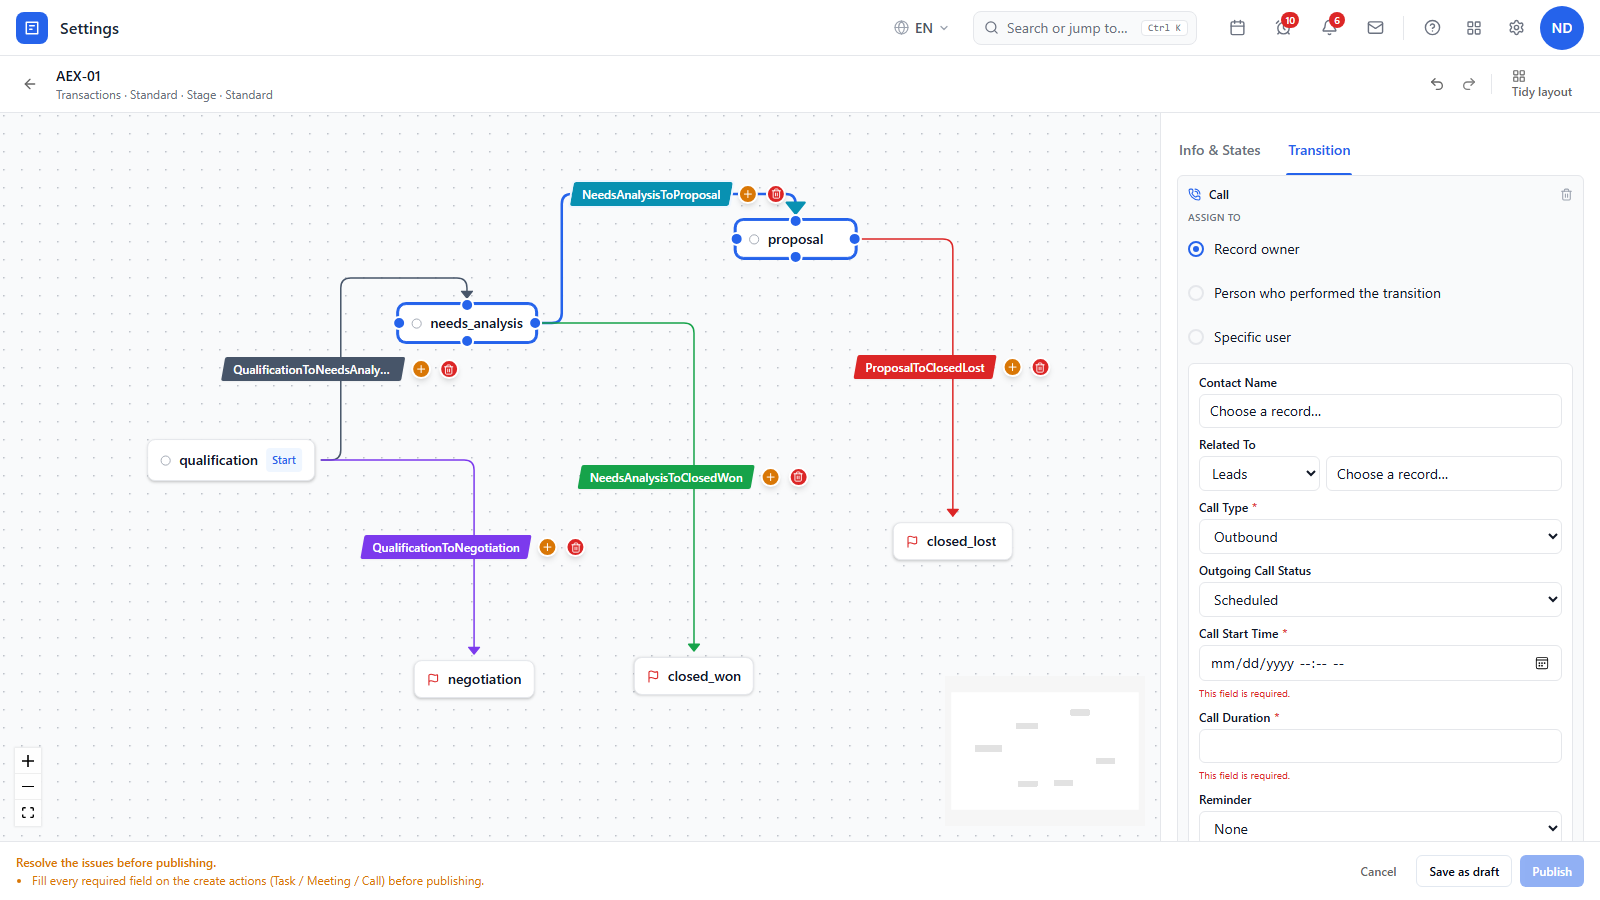 Settings
EN
Search or jump to...
Ctrl K
10
6
ND
AEX-01
Transactions · Standard · Stage · Standard
Tidy layout
Info & States
Transition
NeedsAnalysisToProposal
proposal
needs_analysis
QualificationToNeedsAnaly...
ProposalToClosedLost
qualification
Start
NeedsAnalysisToClosedWon
QualificationToNegotiation
closed_lost
negotiation
closed_won
Call
ASSIGN TO
Record owner
Person who performed the transition
Specific user
Contact Name
Choose a record...
Related To
Leads
Choose a record...
Call Type *
Outbound
Outgoing Call Status
Scheduled
Call Start Time *
mm/dd/yyyy --:-- --
This field is required.
Call Duration *
This field is required.
Reminder
None
Resolve the issues before publishing.
• Fill every required field on the create actions (Task / Meeting / Call) before publishing.
Cancel
Save as draft
Publish